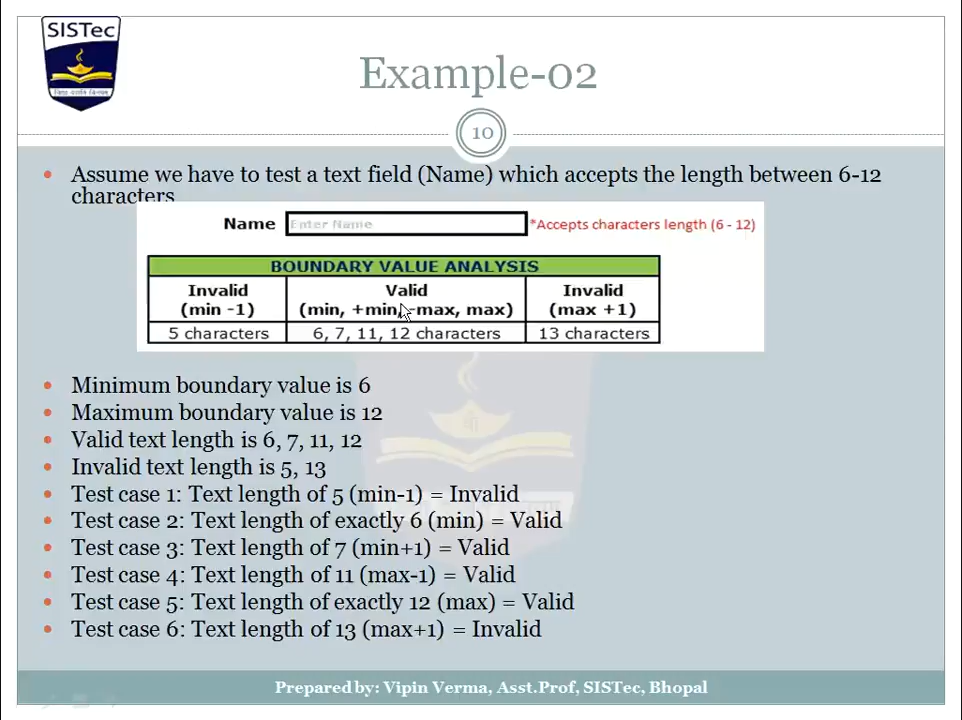 SISTec
Example-02
10
Assume we have to test a text field (Name) which accepts the length between 6-12
characters
Name Enter Name *Accepts characters length (6 - 12)
BOUNDARY VALUE ANALYSIS
Invalid Valid Invalid
(min -1) (min, +min, -max, max) (max +1)
5 characters 6, 7, 11, 12 characters 13 characters
Minimum boundary value is 6
Maximum boundary value is 12
Valid text length is 6, 7, 11, 12
Invalid text length is 5, 13
Test case 1: Text length of 5 (min-1) = Invalid
Test case 2: Text length of exactly 6 (min) = Valid
Test case 3: Text length of 7 (min+1) = Valid
Test case 4: Text length of 11 (max-1) = Valid
Test case 5: Text length of exactly 12 (max) = Valid
Test case 6: Text length of 13 (max+1) = Invalid
Prepared by: Vipin Verma, Asst.Prof, SISTec, Bhopal